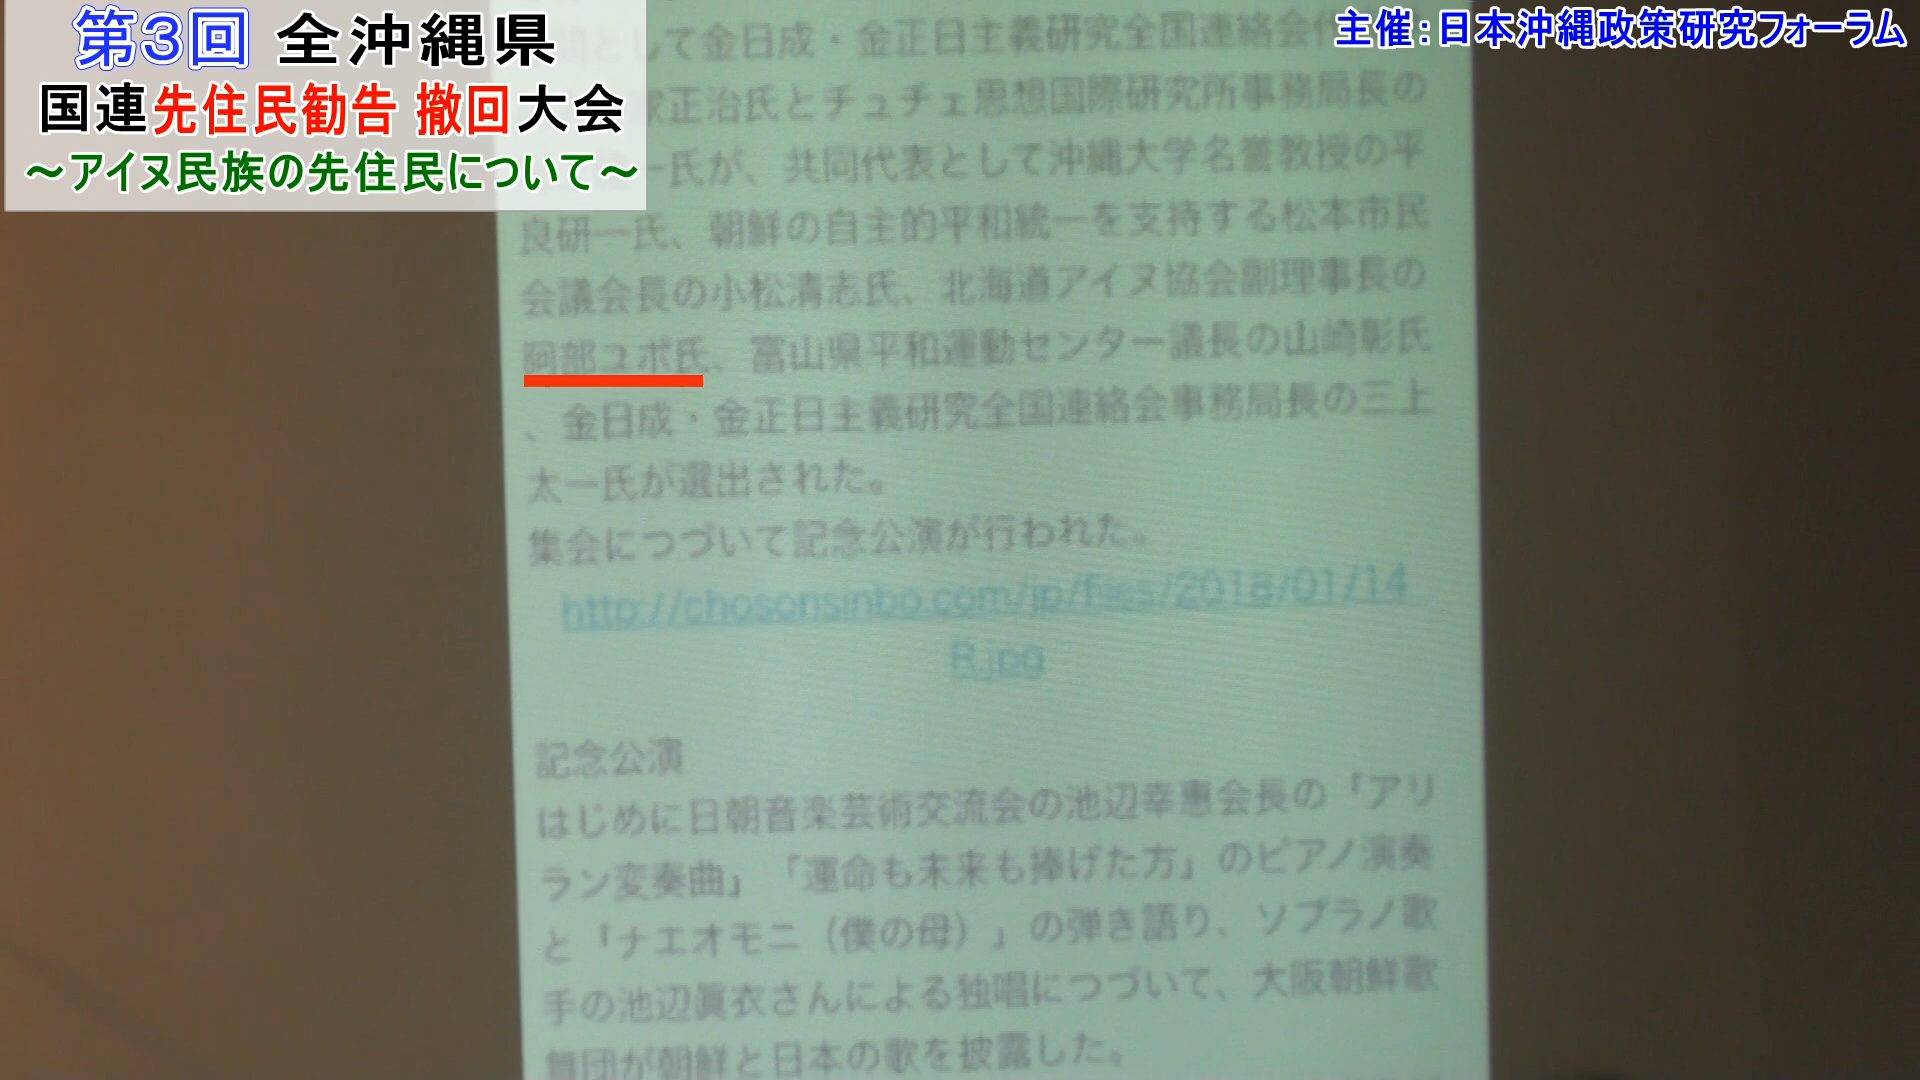 第3回 全沖縄県
国連先住民勧告 撤回大会
～アイヌ民族の先住民について～
主催：日本沖縄政策研究フォーラム
して金日成・金正日主義研究全国連絡会
正治氏とチュチェ思想国際研究所事務局長の
一氏が、共同代表として沖縄大学名誉教授の平
良研一氏、朝鮮の自主的平和統一を支持する松本市民
会議会長の小松清志氏、北海道アイヌ協会副理事長の
阿部ユポ氏、富山県平和運動センター議長の山崎彰氏
、金日成・金正日主義研究全国連絡会事務局長の三上
太一氏が選出された。
集会につづいて記念公演が行われた。
http://chosonsinbo.com/jp/files/2018/01/14
R.jpg
記念公演
はじめに日朝音楽芸術交流会の池辺幸惠会長の「アリ
ラン変奏曲」「運命も未来も捧げた方」のピアノ演奏
と「ナエオモニ（僕の母）」の弾き語り、ソプラノ歌
手の池辺眞衣さんによる独唱につづいて、大阪朝鮮歌
舞団が朝鮮と日本の歌を披露した。